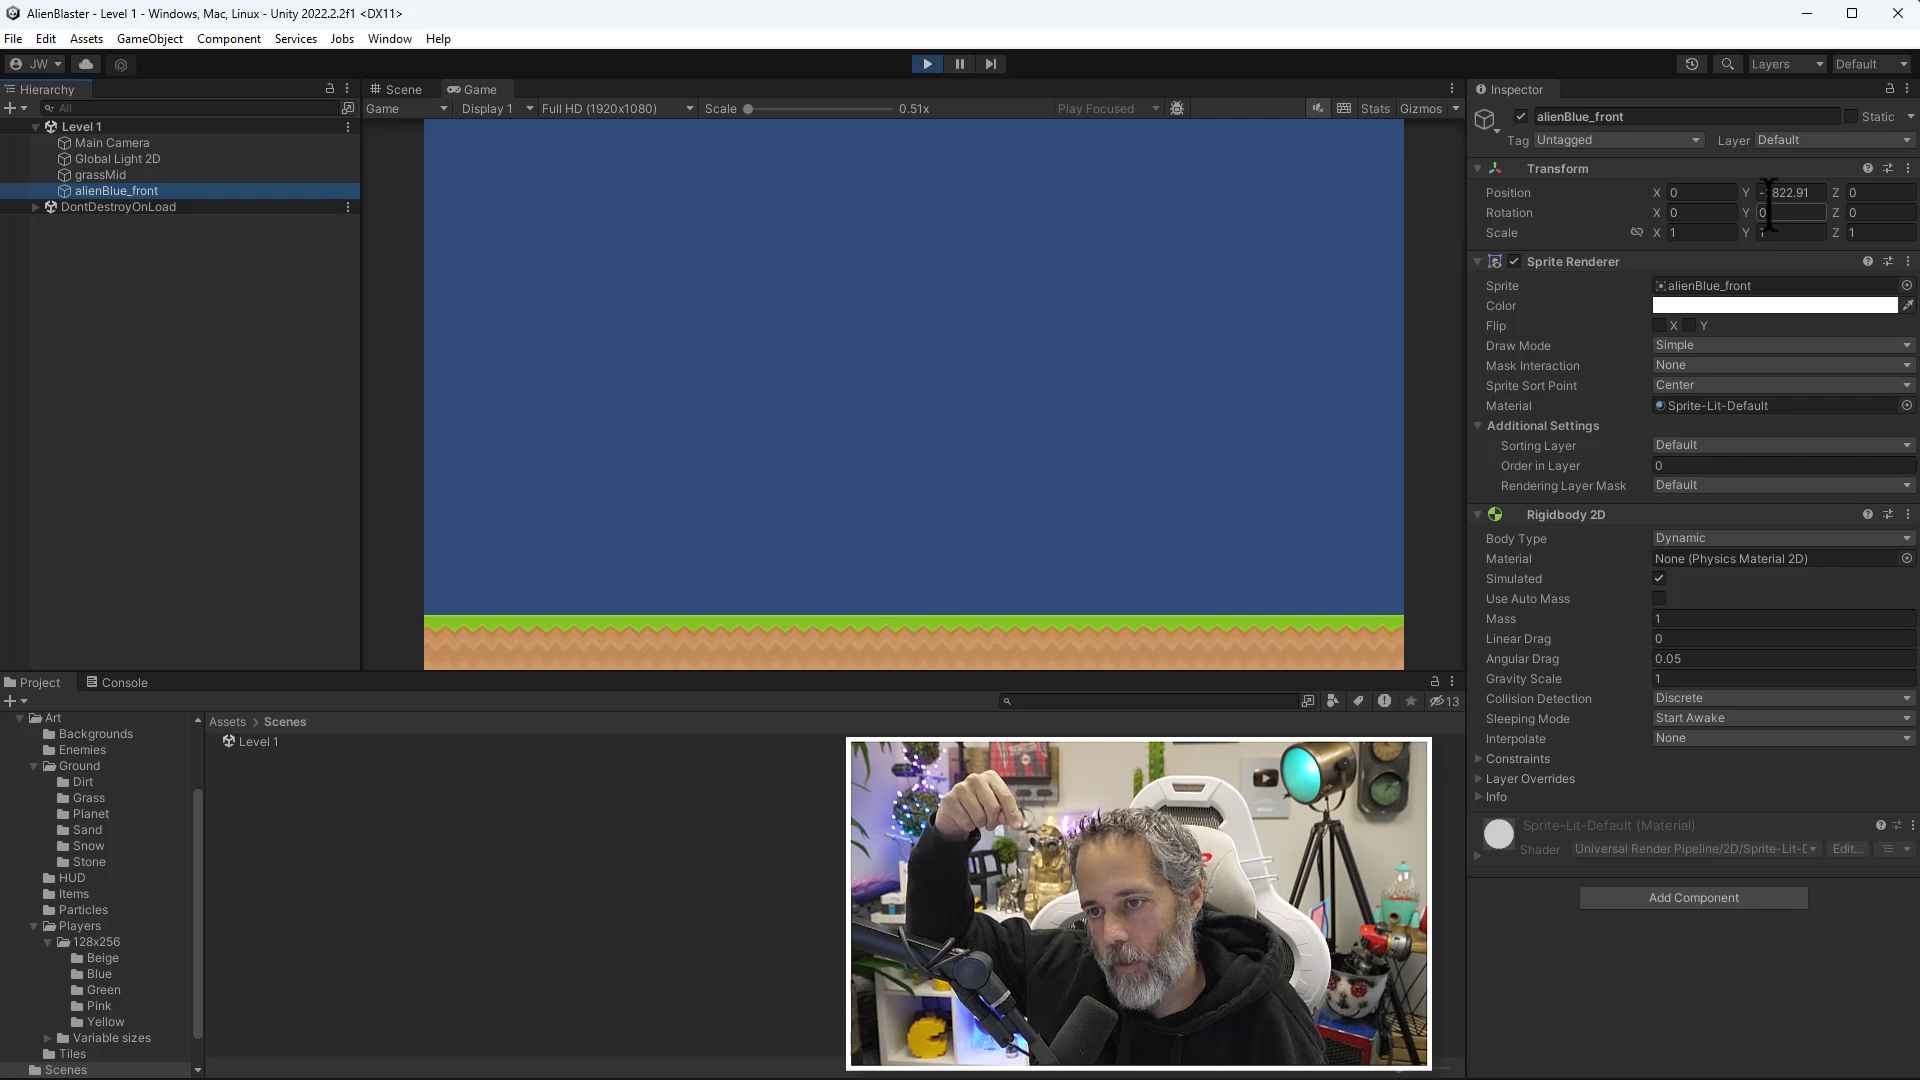 AlienBlaster - Level 1 - Windows, Mac, Linux - Unity 2022.2.2f1 <DX11>
File Edit Assets GameObject Component Services Jobs Window Help
JW Layers Default
Hierarchy
All
Level 1
Main Camera
Global Light 2D
grassMid
alienBlue_front
DontDestroyOnLoad
Scene Game
Game Display 1 Full HD (1920x1080) Scale 0.51x Play Focused Stats Gizmos
Inspector
alienBlue_front Static
Tag Untagged Layer Default
Transform
Position X 0 Y Z 0
Rotation X 0 Y 0 Z 0
Scale X 1 Y 1 Z 1
Sprite Renderer
Sprite alienBlue_front
Color
Flip X Y
Draw Mode Simple
Mask Interaction None
Sprite Sort Point Center
Material Sprite-Lit-Default
Additional Settings
Sorting Layer Default
Order in Layer 0
Rendering Layer Mask Default
Rigidbody 2D
Body Type Dynamic
Material None (Physics Material 2D)
Simulated
Use Auto Mass
Mass 1
Linear Drag 0
Angular Drag 0.05
Gravity Scale 1
Collision Detection Discrete
Sleeping Mode Start Awake
Interpolate None
Constraints
Layer Overrides
Info
Sprite-Lit-Default (Material)
Shader Universal Render Pipeline/2D/Sprite-Lit-D Edit...
Add Component
Project Console
13
Art
Backgrounds
Enemies
Ground
Dirt
Grass
Planet
Sand
Snow
Stone
HUD
Items
Particles
Players
128x256
Beige
Blue
Green
Pink
Yellow
Variable sizes
Tiles
Scenes
Assets > Scenes
Level 1